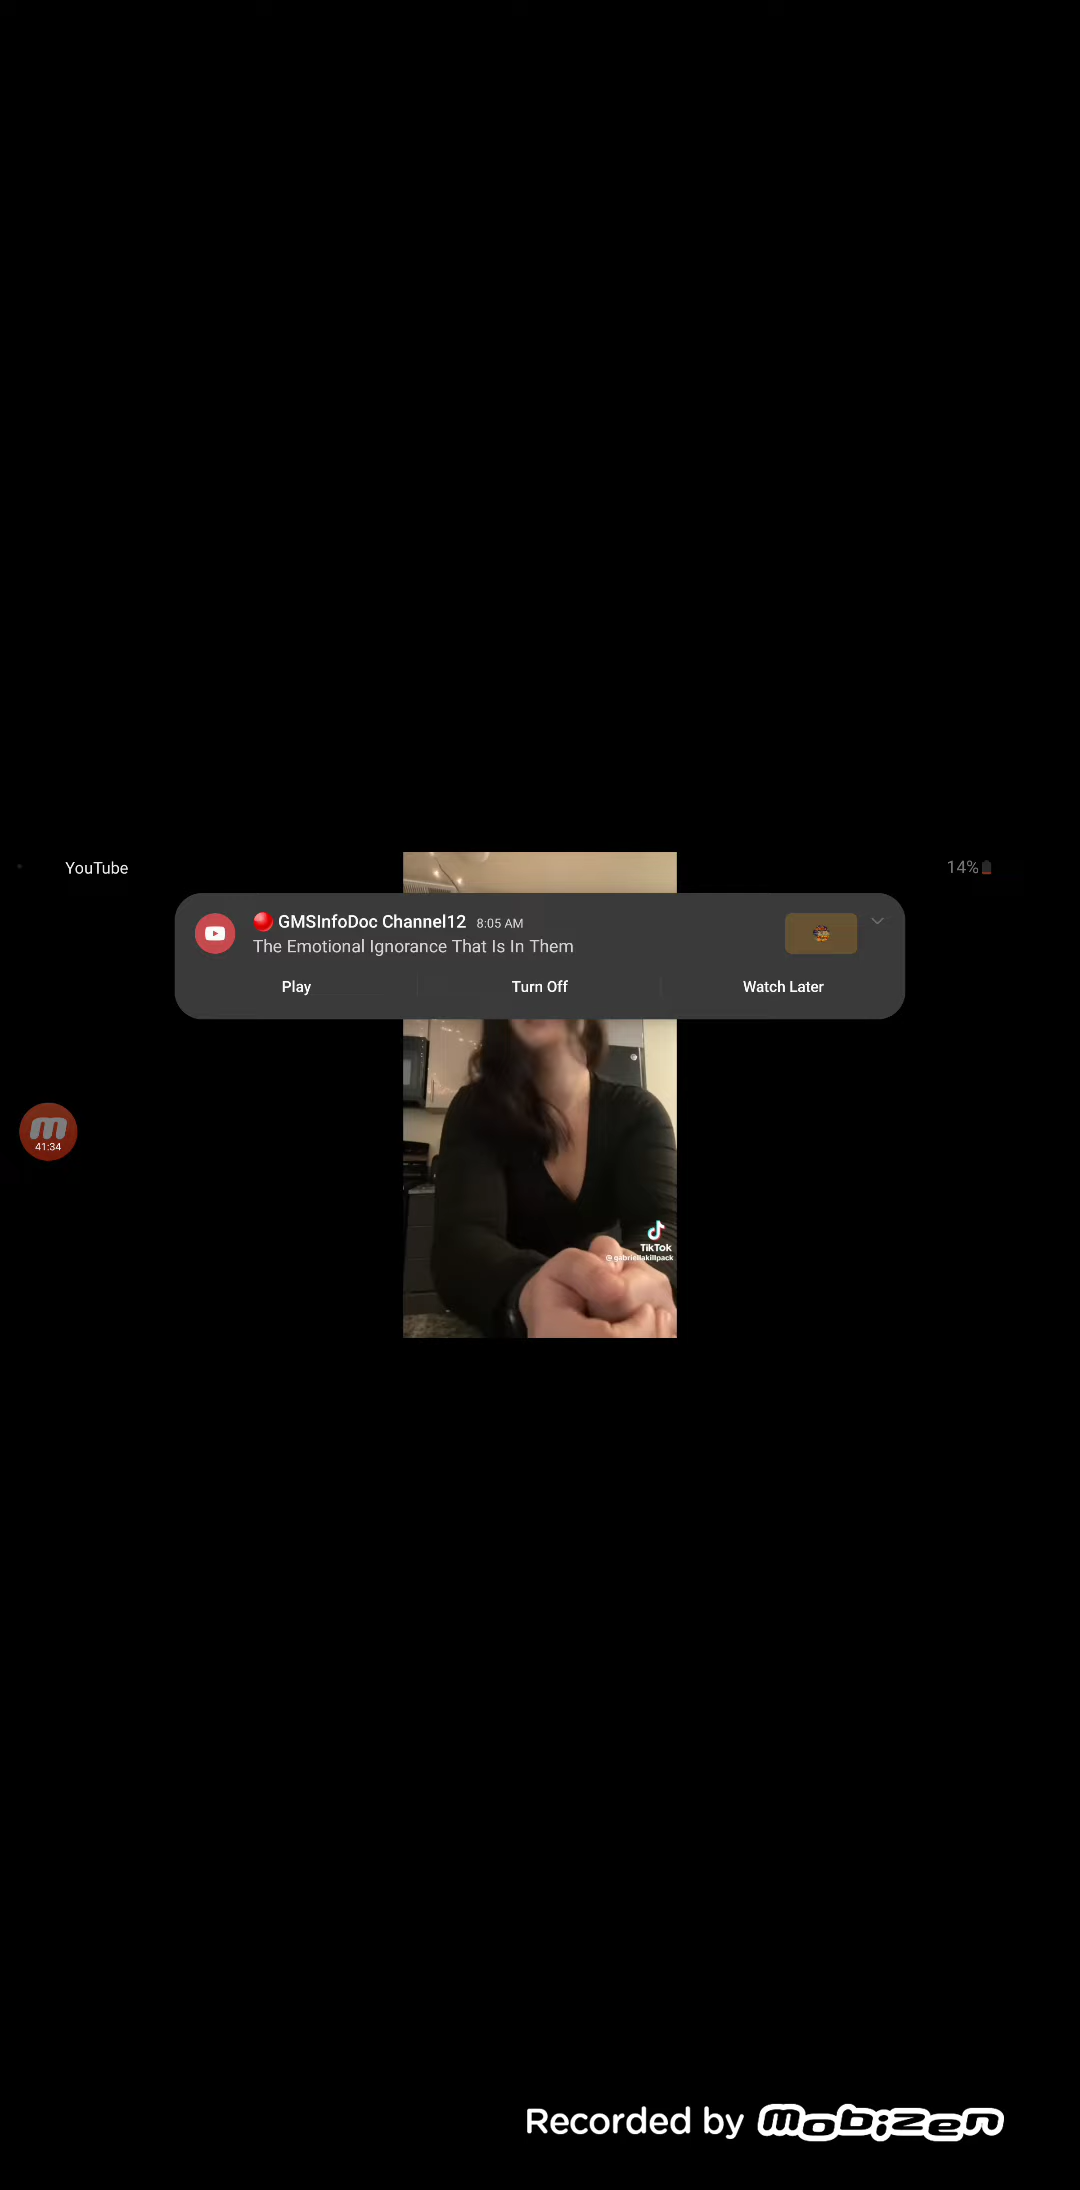 YouTube
14%
GMSInfoDoc Channel12 8:05 AM
The Emotional Ignorance That Is In Them
Play Turn Off Watch Later
41:34
TikTok
@gabriellakillpack
Recorded by mobizen